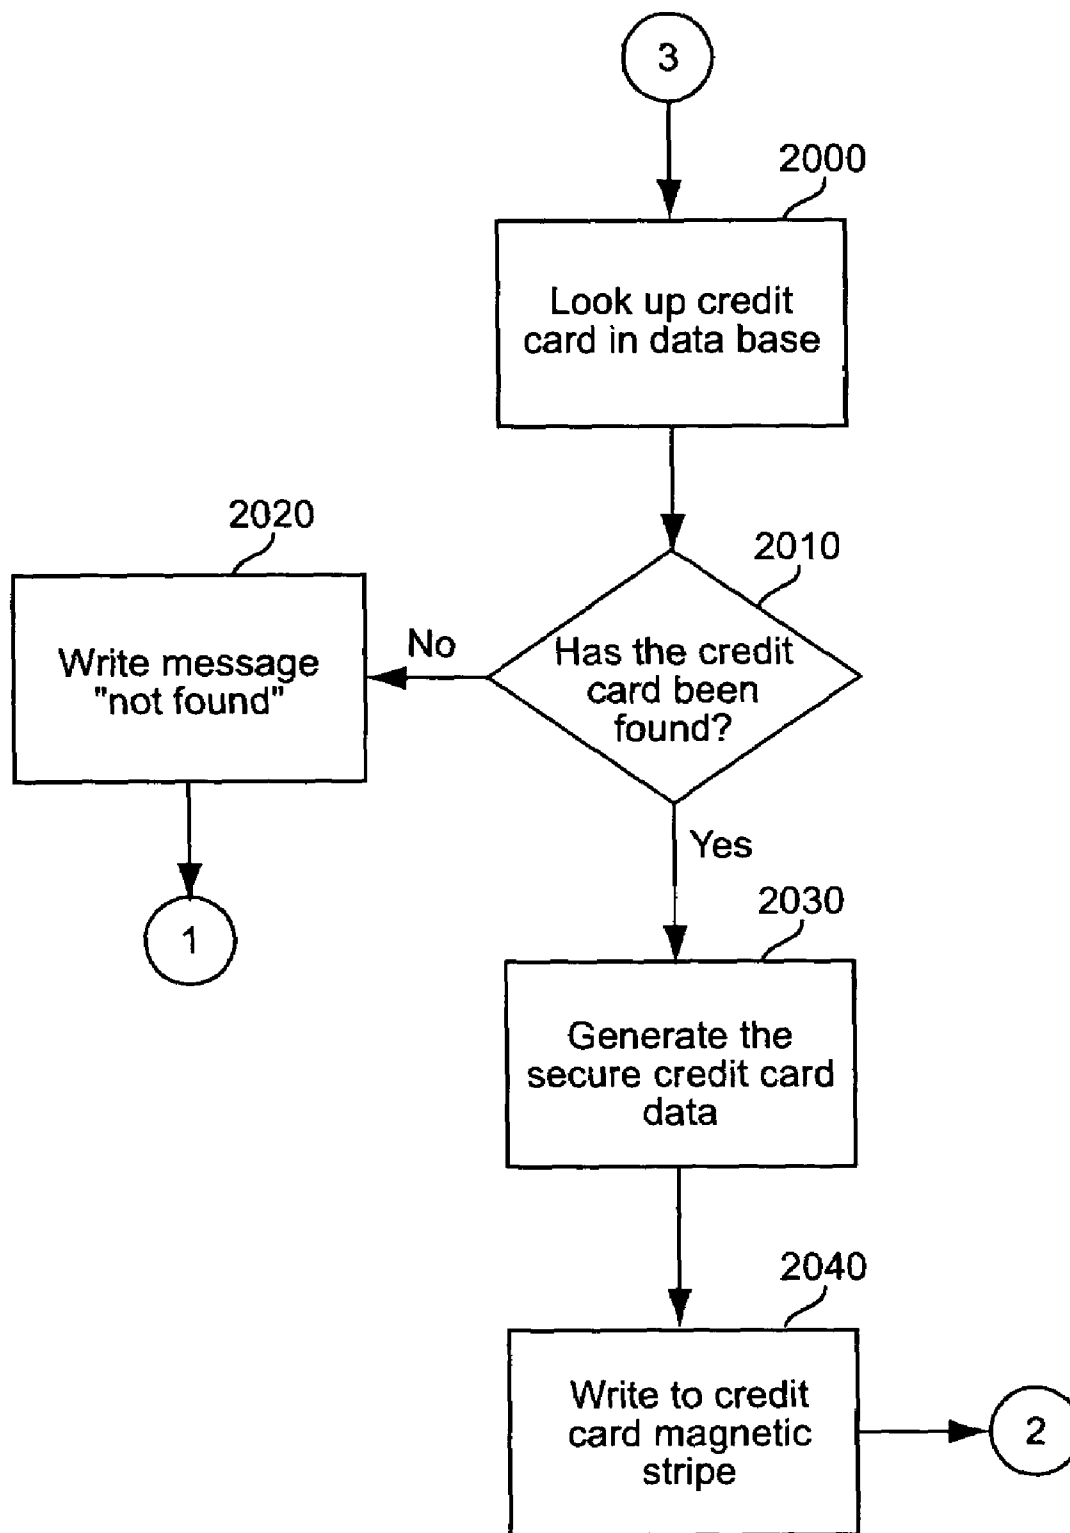 3
2000
Look up credit
card in data base
2020
2010
Write message
"not found"
No
Has the credit
card been
found?
Yes
1
2030
Generate the
secure credit card
data
2040
Write to credit
card magnetic
stripe
2